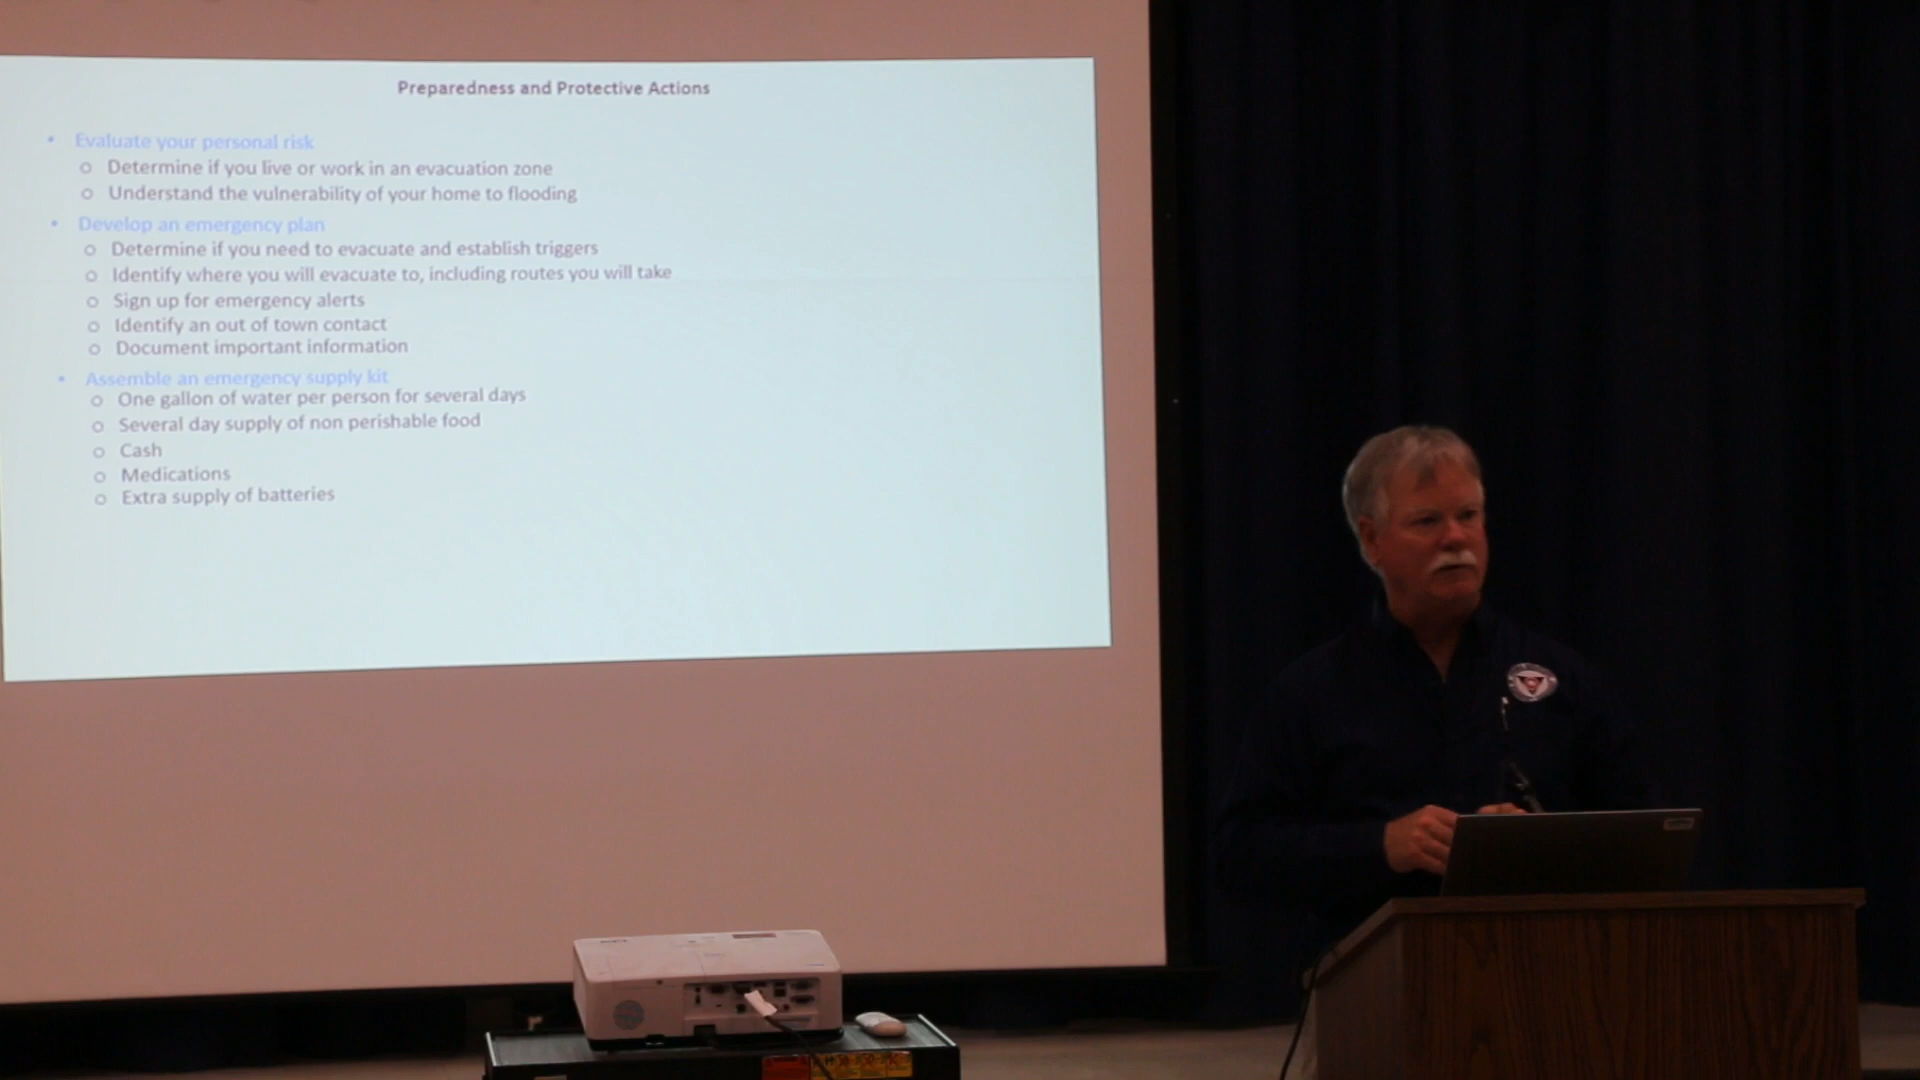 Preparedness and Protective Actions
• Evaluate your personal risk
o Determine if you live or work in an evacuation zone
o Understand the vulnerability of your home to flooding
• Develop an emergency plan
o Determine if you need to evacuate and establish triggers
o Identify where you will evacuate to, including routes you will take
o Sign up for emergency alerts
o Identify an out of town contact
o Document important information
• Assemble an emergency supply kit
o One gallon of water per person for several days
o Several day supply of non perishable food
o Cash
o Medications
o Extra supply of batteries